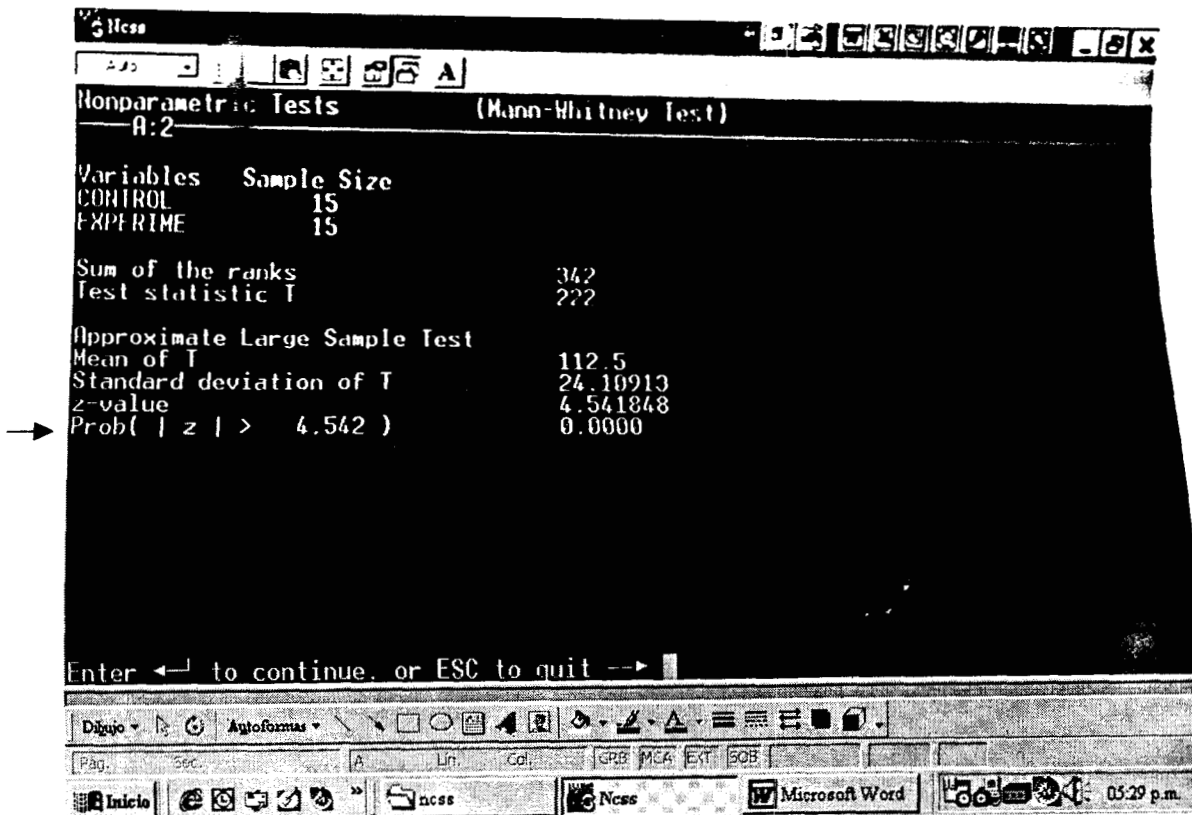 Ncss
A
Nonparametric Tests (Mann-Whitney Test)
A:2
Variables Sample Size
CONTROL 15
EXPERIME 15
Sum of the ranks 342
Test statistic T 222
Approximate Large Sample Test
Mean of T 112.5
Standard deviation of T 24.10913
z-value 4.541848
Prob( | z | > 4.542 ) 0.0000
Enter ←┘ to continue. or ESC to quit -->
Dibujo Autoformas
Pág. Sec. A Lín. Col. GRB MCA EXT SOB
Inicio » ncss Ncss Microsoft Word 05:29 p.m.